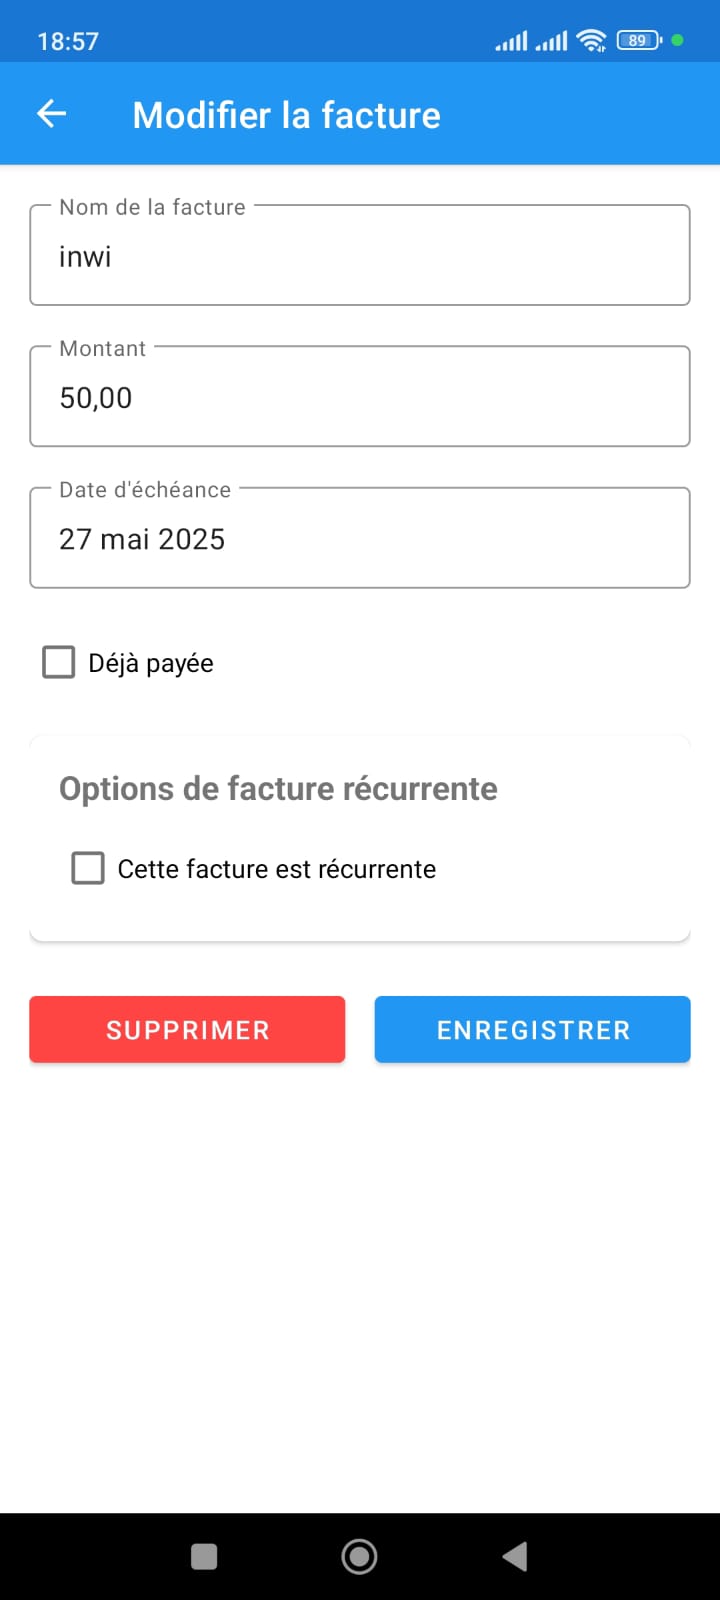 18:57
89
Modifier la facture
Nom de la facture
inwi
Montant
50,00
Date d'échéance
27 mai 2025
Déjà payée
Options de facture récurrente
Cette facture est récurrente
SUPPRIMER
ENREGISTRER